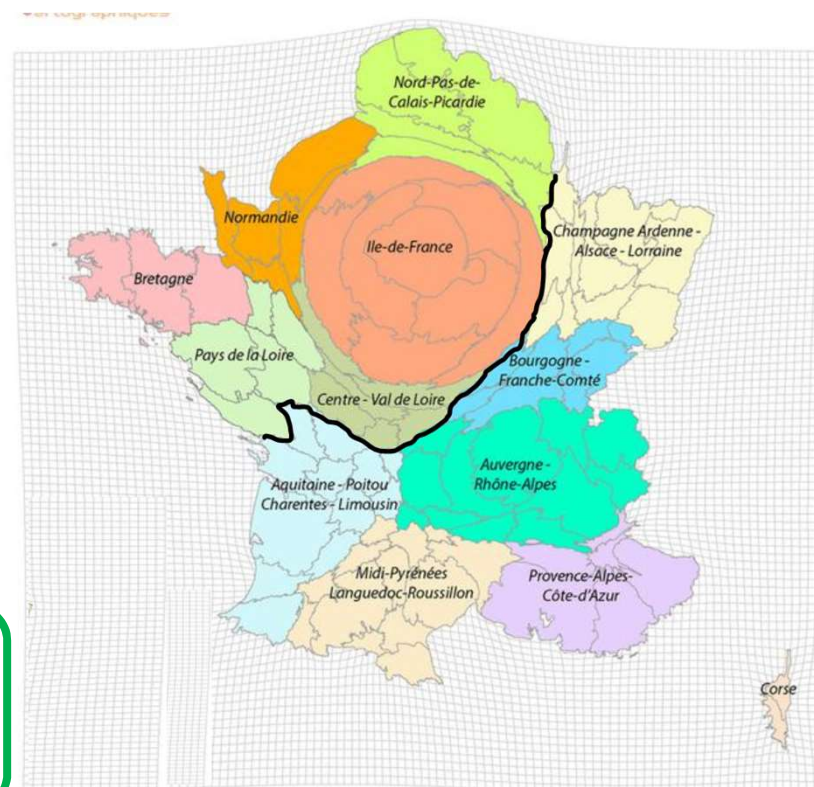 Nord-Pas-de-
Calais-Picardie
Normandie
Ile-de-France
Champagne Ardenne -
Alsace - Lorraine
Bretagne
Pays de la Loire
Bourgogne -
Franche-Comté
Centre - Val de Loire
Auvergne -
Rhône-Alpes
Aquitaine - Poitou
Charentes - Limousin
Midi-Pyrénées
Languedoc-Roussillon
Provence-Alpes-
Côte-d'Azur
Corse